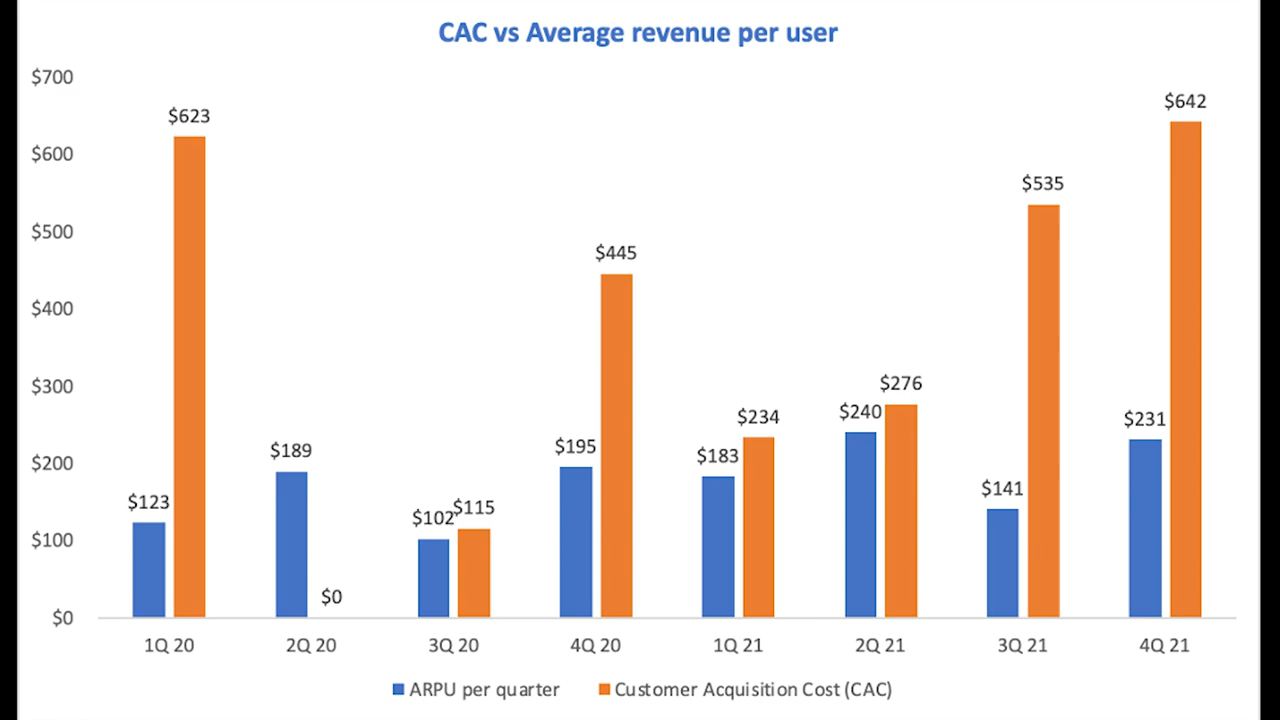 CAC vs Average revenue per user
$700
$600
$500
$400
$300
$200
$100
$0
$123
$623
$189
$0
$102
$115
$195
$445
$183
$234
$240
$276
$141
$535
$231
$642
1Q 20
2Q 20
3Q 20
4Q 20
1Q 21
2Q 21
3Q 21
4Q 21
ARPU per quarter
Customer Acquisition Cost (CAC)